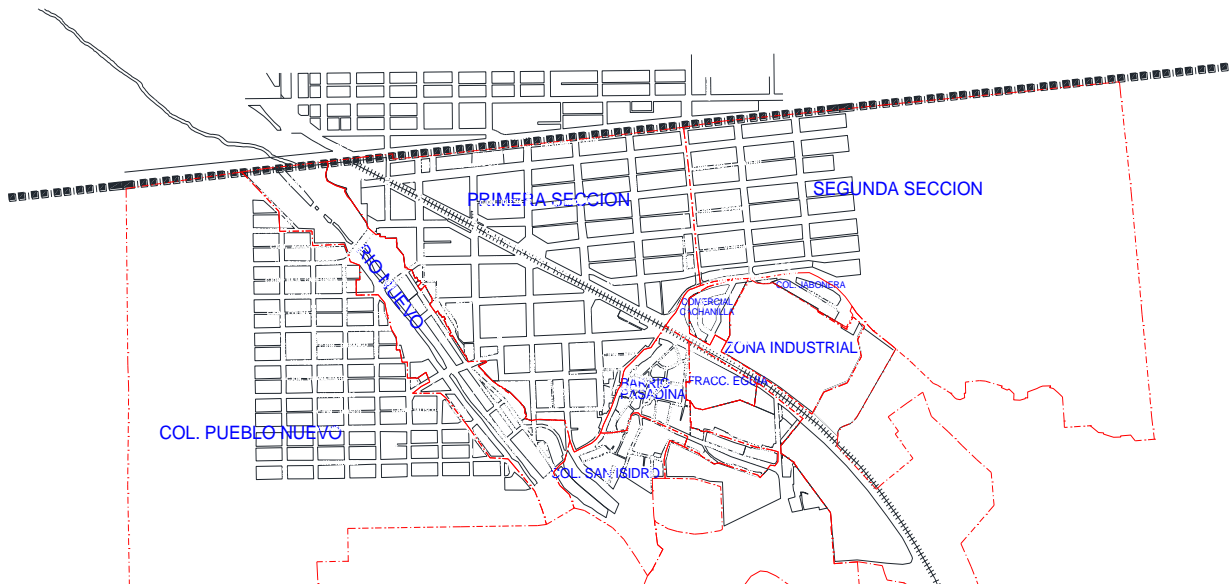 SEGUNDA SECCION
PRIMERA SECCION
RIO NUEVO
COL. JABONERA
COMERCIAL
CACHANILLA
ZONA INDUSTRIAL
BARRIO
PASADINA
FRACC. EGUIA
COL. PUEBLO NUEVO
COL. SAN ISIDRO